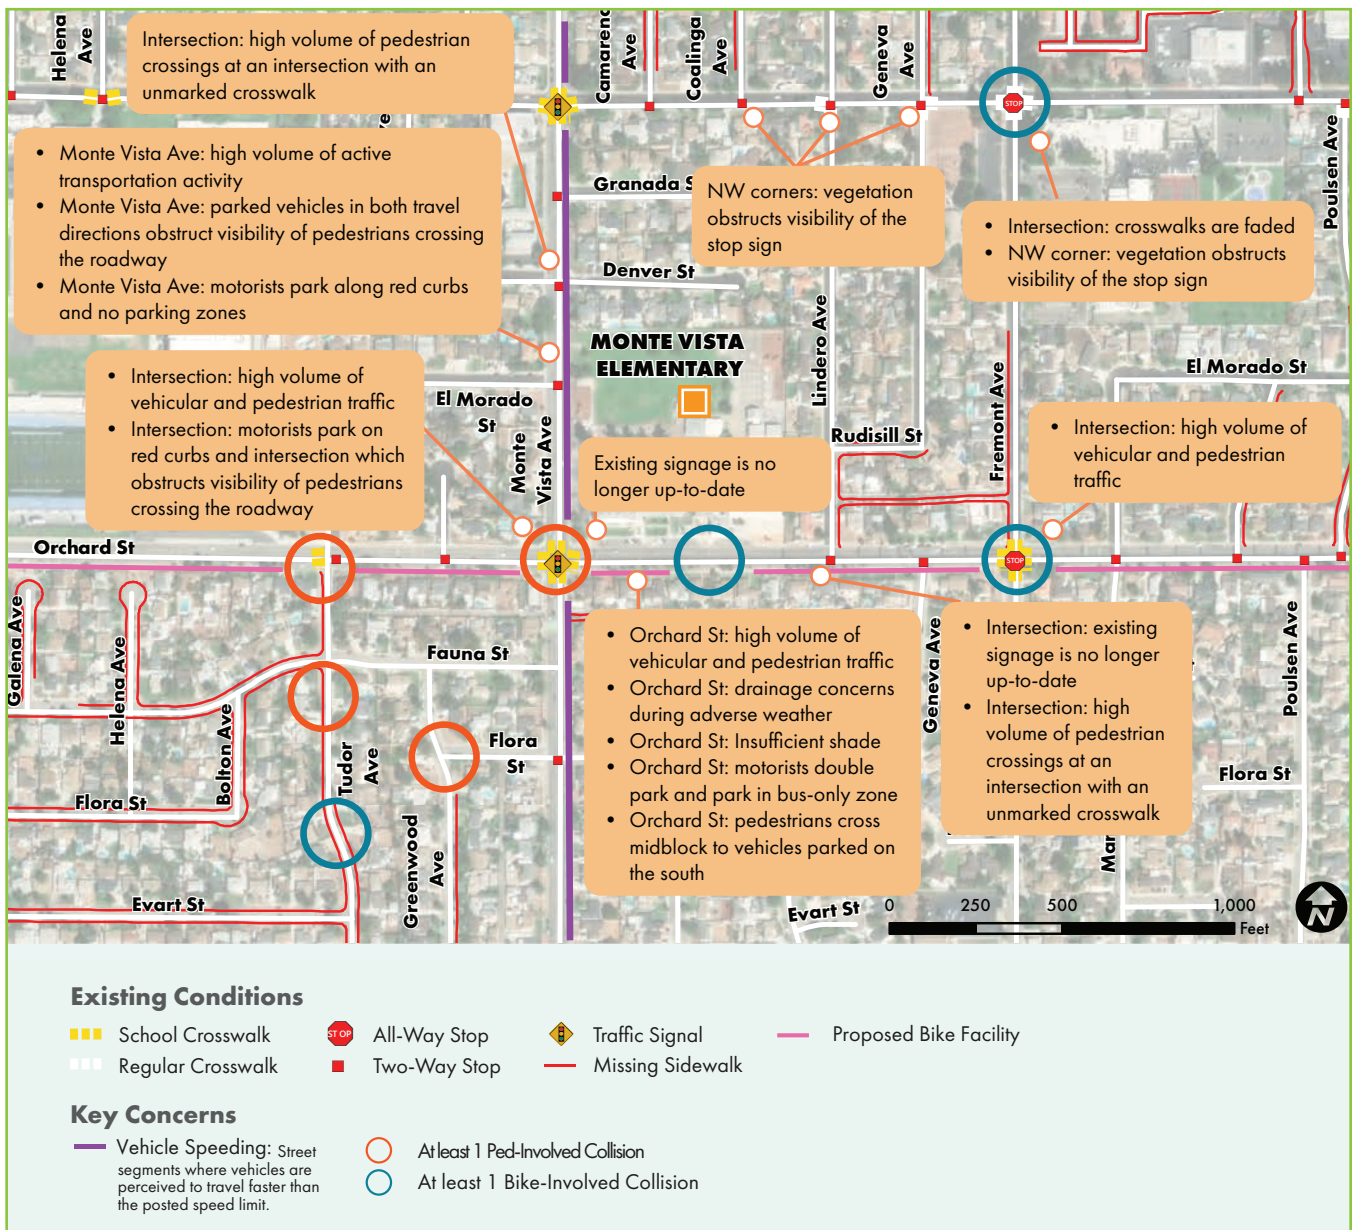 Helena
Ave
Intersection: high volume of pedestrian
crossings at an intersection with an
unmarked crosswalk
Ave
Coalinga
Ave
Geneva
Ave
STOP
Poulsen Ave
• Monte Vista Ave: high volume of active
transportation activity
• Monte Vista Ave: parked vehicles in both travel
directions obstruct visibility of pedestrians crossing
the roadway
• Monte Vista Ave: motorists park along red curbs
and no parking zones
Granada
NW corners: vegetation
obstructs visibility of the
stop sign
• Intersection: crosswalks are faded
• NW corner: vegetation obstructs
visibility of the stop sign
Denver St
MONTE VISTA
ELEMENTARY
Lindero Ave
Fremont Ave
El Morado St
• Intersection: high volume of
vehicular and pedestrian traffic
• Intersection: motorists park on
red curbs and intersection which
obstructs visibility of pedestrians
crossing the roadway
El Morado
St
Monte
Vista Ave
Rudisill St
Existing signage is no
longer up-to-date
• Intersection: high volume of
vehicular and pedestrian
traffic
Orchard St
STOP
Galena Ave
Helena Ave
Bolton Ave
Fauna St
Tudor
Ave
Flora
St
Flora St
Greenwood
Ave
Evart St
• Orchard St: high volume of
vehicular and pedestrian traffic
• Orchard St: drainage concerns
during adverse weather
• Orchard St: Insufficient shade
• Orchard St: motorists double
park and park in bus-only zone
• Orchard St: pedestrians cross
midblock to vehicles parked on
the south
Geneva Ave
• Intersection: existing
signage is no longer
up-to-date
• Intersection: high
volume of pedestrian
crossings at an
intersection with an
unmarked crosswalk
Poulsen Ave
Flora St
Evart St
0 250 500 1,000
Feet
N
Existing Conditions
School Crosswalk
STOP
All-Way Stop
Traffic Signal
Proposed Bike Facility
Regular Crosswalk
Two-Way Stop
Missing Sidewalk
Key Concerns
Vehicle Speeding: Street
segments where vehicles are
perceived to travel faster than
the posted speed limit.
At least 1 Ped-Involved Collision
At least 1 Bike-Involved Collision